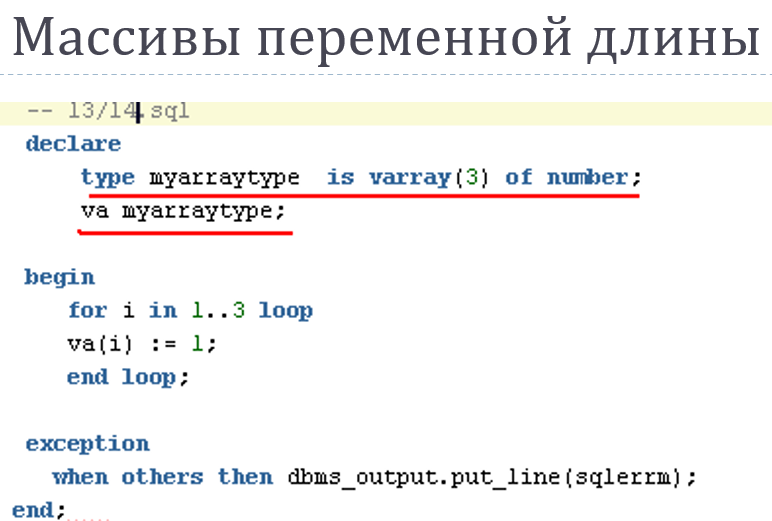 Массивы переменной длины
-- 13/14.sql
declare
type myarraytype is varray(3) of number;
va myarraytype;
begin
for i in 1..3 loop
va(i) := 1;
end loop;
exception
when others then dbms_output.put_line(sqlerrm);
end;